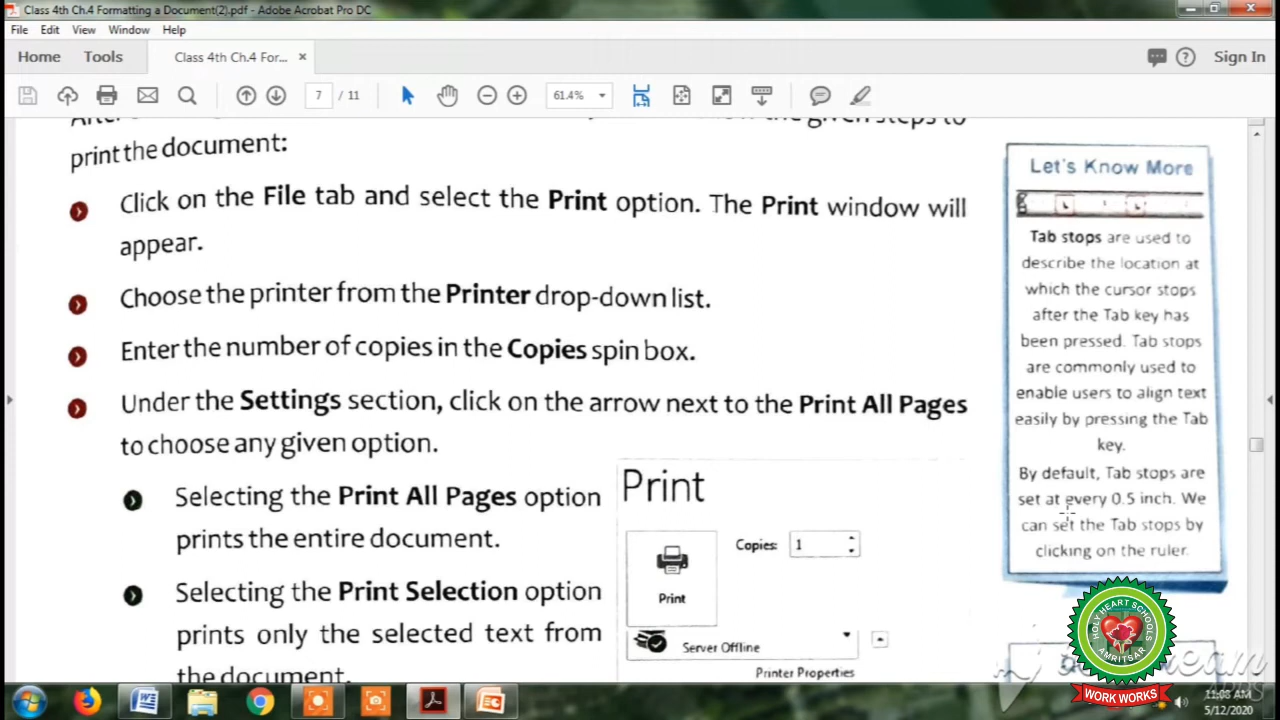 Class 4th Ch.4 Formatting a Document(2).pdf - Adobe Acrobat Pro DC
File Edit View Window Help
Home Tools Class 4th Ch.4 For... × Sign In
7 / 11 61.4%
given steps to
print the document:
Click on the File tab and select the Print option. The Print window will
appear.
Choose the printer from the Printer drop-down list.
Enter the number of copies in the Copies spin box.
Under the Settings section, click on the arrow next to the Print All Pages
to choose any given option.
Selecting the Print All Pages option
prints the entire document.
Selecting the Print Selection option
prints only the selected text from
the document.
Print
Copies: 1
Print
Server Offline
Printer Properties
Let's Know More
Tab stops are used to
describe the location at
which the cursor stops
after the Tab key has
been pressed. Tab stops
are commonly used to
enable users to align text
easily by pressing the Tab
key.
By default, Tab stops are
set at every 0.5 inch. We
can set the Tab stops by
clicking on the ruler.
HOLY HEART SCHOOLS
AMRITSAR
WORK WORKS
11:08 AM
5/12/2020